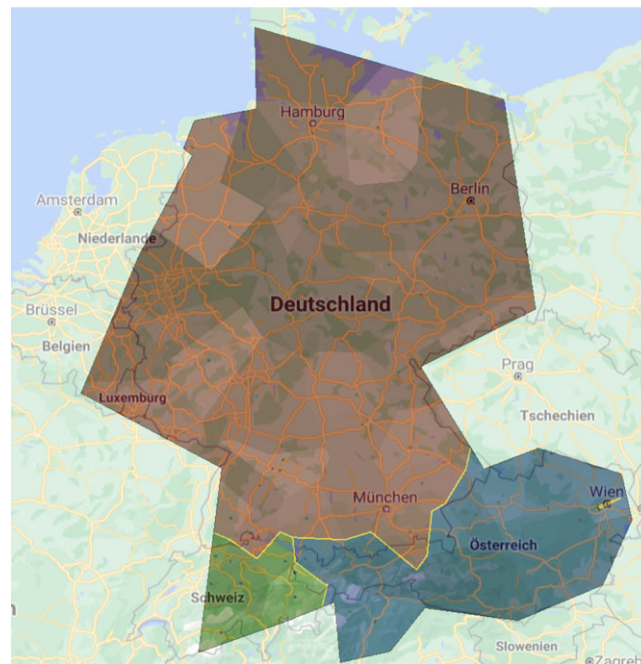 Hamburg
Amsterdam
Berlin
Niederlande
Deutschland
Brüssel
Belgien
Prag
Luxemburg
Tschechien
München
Wien
Österreich
Schweiz
Slowenien
Zagreb